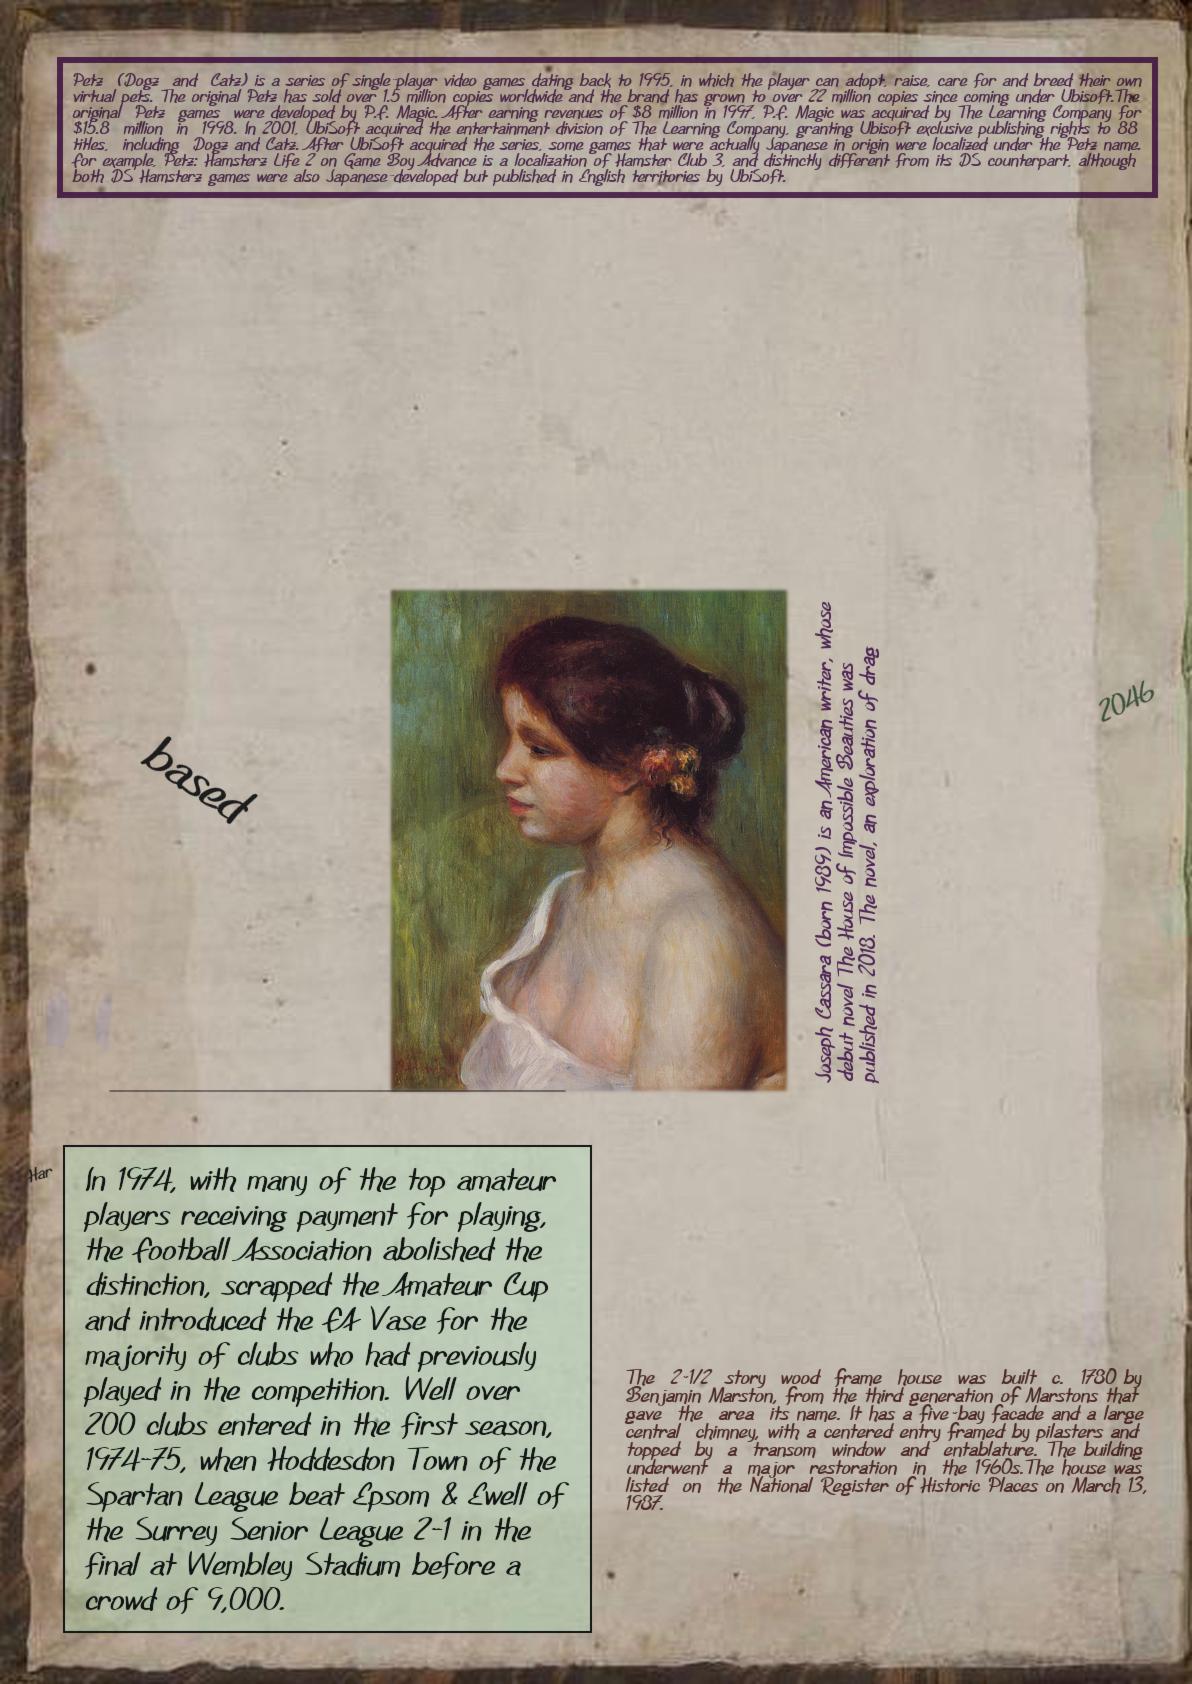 Petz (Dogz and Catz) is a series of single-player video games dating back to 1995, in which the player can adopt, raise, care for and breed their own
virtual pets. The original Petz has sold over 1.5 million copies worldwide and the brand has grown to over 22 million copies since coming under Ubisoft.The
original Petz games were developed by P.F. Magic. After earning revenues of $8 million in 1997, P.F. Magic was acquired by The Learning Company for
$15.8 million in 1998. In 2001, UbiSoft acquired the entertainment division of The Learning Company, granting Ubisoft exclusive publishing rights to 88
titles, including Dogz and Catz. After UbiSoft acquired the series, some games that were actually Japanese in origin were localized under the Petz name.
for example, Petz: Hamsterz Life 2 on Game Boy Advance is a localization of Hamster Club 3, and distinctly different from its DS counterpart, although
both DS Hamsterz games were also Japanese-developed but published in English territories by UbiSoft.
Joseph Cassara (born 1989) is an American writer, whose
debut novel The House of Impossible Beauties was
published in 2018. The novel, an exploration of drag
2046
based
Har
In 1974, with many of the top amateur
players receiving payment for playing,
the Football Association abolished the
distinction, scrapped the Amateur Cup
and introduced the FA Vase for the
majority of clubs who had previously
played in the competition. Well over
200 clubs entered in the first season,
1974-75, when Hoddesdon Town of the
Spartan League beat Epsom & Ewell of
the Surrey Senior League 2-1 in the
final at Wembley Stadium before a
crowd of 9,000.
The 2-1/2 story wood frame house was built c. 1780 by
Benjamin Marston, from the third generation of Marstons that
gave the area its name. It has a five-bay facade and a large
central chimney, with a centered entry framed by pilasters and
topped by a transom window and entablature. The building
underwent a major restoration in the 1960s.The house was
listed on the National Register of Historic Places on March 13,
1987.